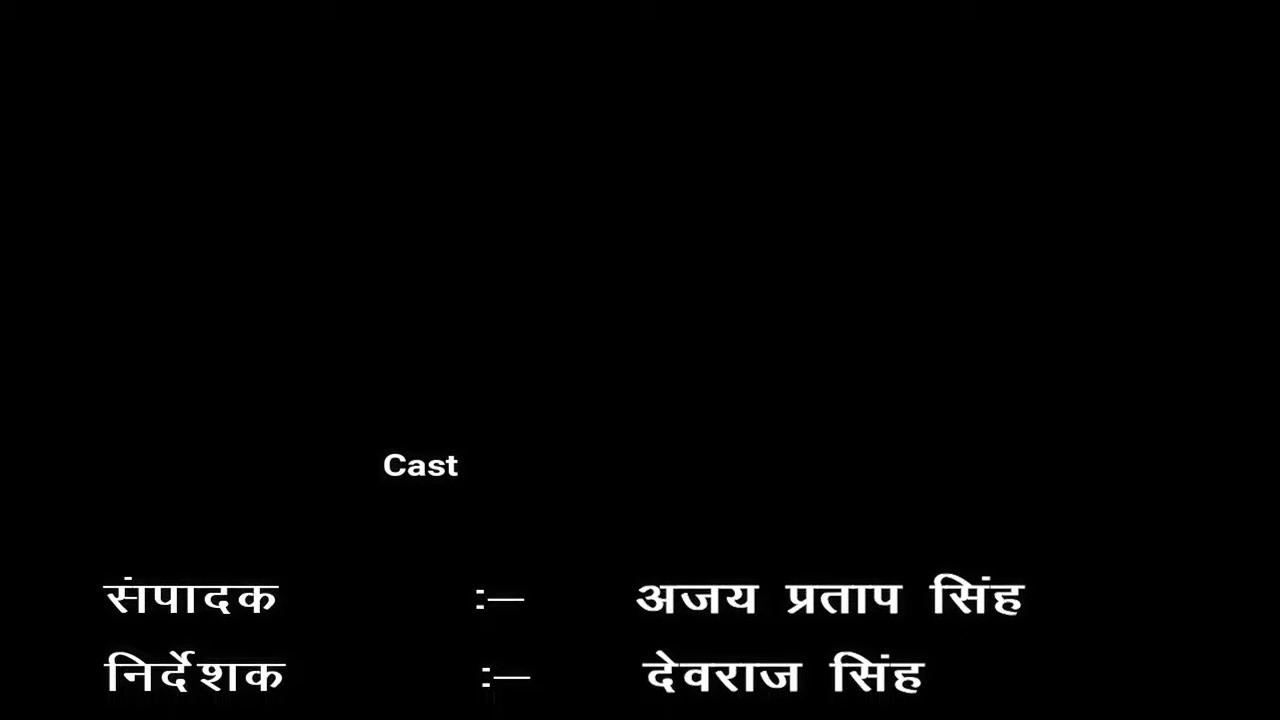 Cast
संपादक :— अजय प्रताप सिंह
निर्देशक :— देवराज सिंह